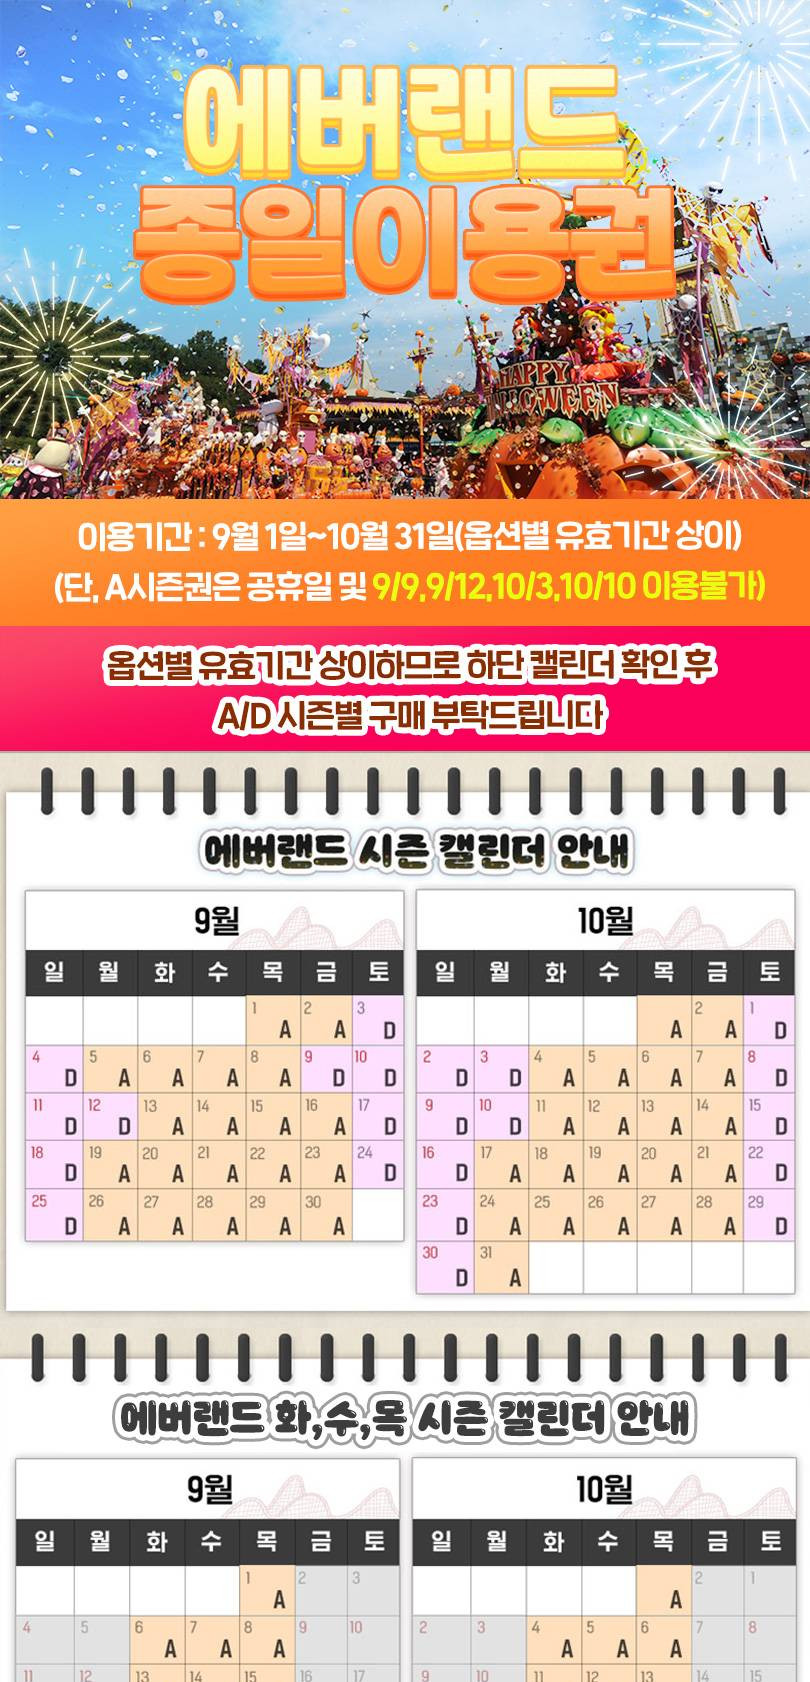 에버랜드
종일이용권
HAPPY
HALLOWEEN
이용기간 : 9월 1일~10월 31일(옵션별 유효기간 상이)
(단, A시즌권은 공휴일 및 9/9,9/12,10/3,10/10 이용불가)
옵션별 유효기간 상이하므로 하단 캘린더 확인 후
A/D 시즌별 구매 부탁드립니다
에버랜드 시즌 캘린더 안내
9월
일 월 화 수 목 금 토
1 A 2 A 3 D
4 D 5 A 6 A 7 A 8 A 9 D 10 D
11 D 12 D 13 A 14 A 15 A 16 A 17 D
18 D 19 A 20 A 21 A 22 A 23 A 24 D
25 D 26 A 27 A 28 A 29 A 30 A
10월
일 월 화 수 목 금 토
A 2 A 1 D
2 D 3 D 4 A 5 A 6 A 7 A 8 D
9 D 10 D 11 A 12 A 13 A 14 A 15 D
16 D 17 A 18 A 19 A 20 A 21 A 22 D
23 D 24 A 25 A 26 A 27 A 28 A 29 D
30 D 31 A
에버랜드 화,수,목 시즌 캘린더 안내
9월
일 월 화 수 목 금 토
1 A 2 3
4 5 6 A 7 A 8 A 9 10
11 12 13 14 15 16 17
10월
일 월 화 수 목 금 토
A 2 1
2 3 4 A 5 A 6 A 7 8
9 10 11 12 13 14 15